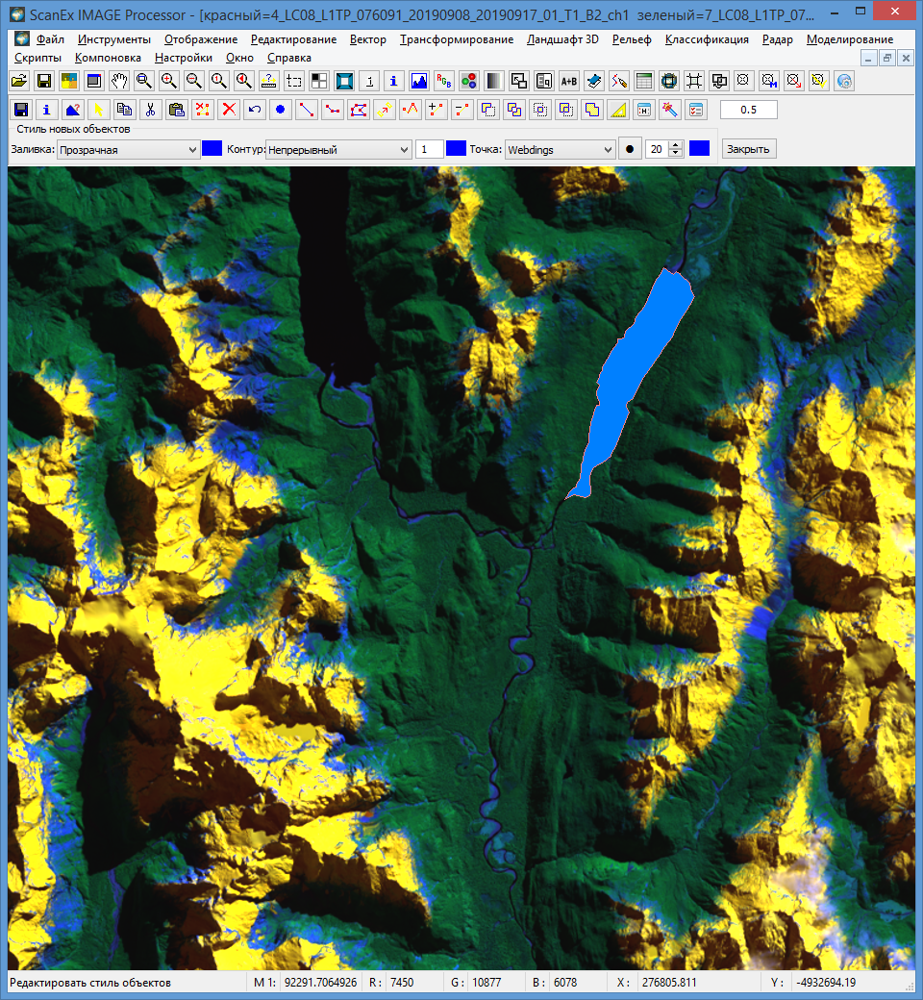 ScanEx IMAGE Processor - [красный=4_LC08_L1TP_076091_20190908_20190917_01_T1_B2_ch1 зеленый=7_LC08_L1TP_07...
Файл Инструменты Отображение Редактирование Вектор Трансформирование Ландшафт 3D Рельеф Классификация Радар Моделирование
Скрипты Компоновка Настройки Окно Справка
1 i RGB A+B
i H 0.5
Стиль новых объектов
Заливка: Прозрачная Контур: Непрерывный 1 Точка: Webdings 20 Закрыть
Редактировать стиль объектов M 1: 92291.7064926 R: 7450 G: 10877 B: 6078 X: 276805.811 Y: -4932694.19